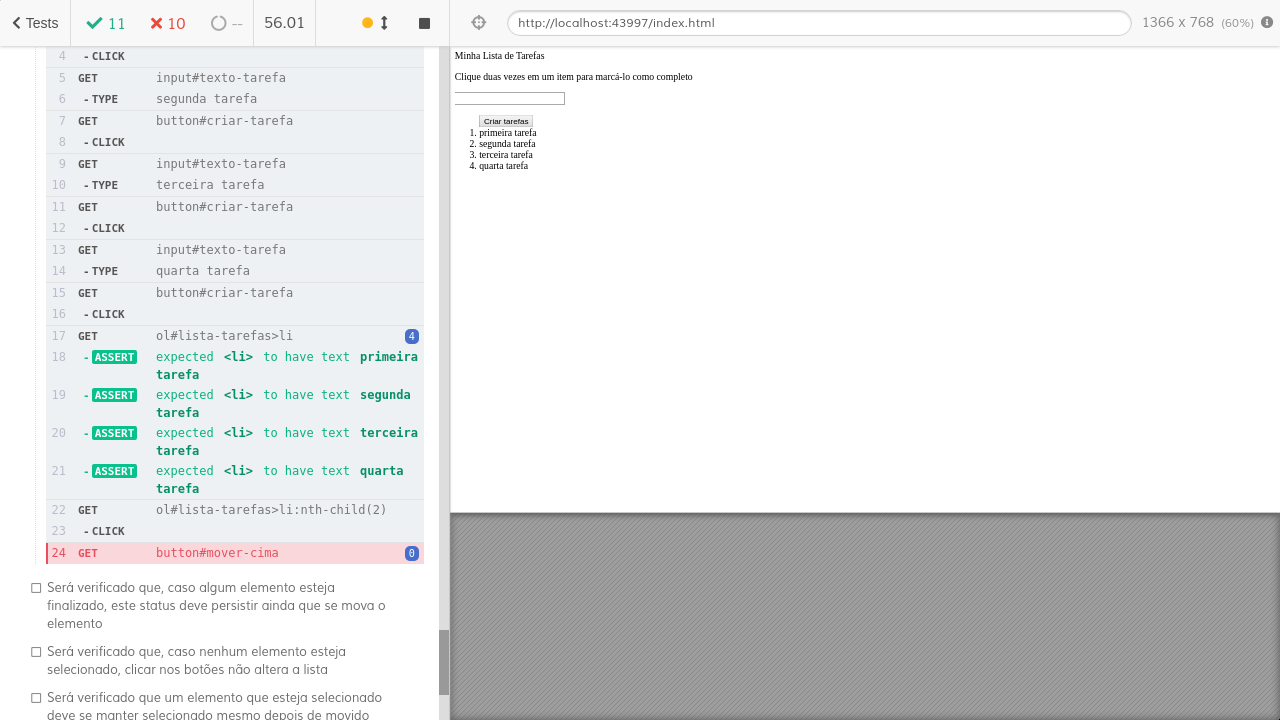 Tests 11 10 -- 56.01
4 - CLICK
5 GET input#texto-tarefa
6 - TYPE segunda tarefa
7 GET button#criar-tarefa
8 - CLICK
9 GET input#texto-tarefa
10 - TYPE terceira tarefa
11 GET button#criar-tarefa
12 - CLICK
13 GET input#texto-tarefa
14 - TYPE quarta tarefa
15 GET button#criar-tarefa
16 - CLICK
17 GET ol#lista-tarefas>li 4
18 - ASSERT expected <li> to have text primeira
tarefa
19 - ASSERT expected <li> to have text segunda
tarefa
20 - ASSERT expected <li> to have text terceira
tarefa
21 - ASSERT expected <li> to have text quarta
tarefa
22 GET ol#lista-tarefas>li:nth-child(2)
23 - CLICK
24 GET button#mover-cima 0
Será verificado que, caso algum elemento esteja
finalizado, este status deve persistir ainda que se mova o
elemento
Será verificado que, caso nenhum elemento esteja
selecionado, clicar nos botões não altera a lista
Será verificado que um elemento que esteja selecionado
deve se manter selecionado mesmo depois de movido
http://localhost:43997/index.html 1366 x 768 (60%)
Minha Lista de Tarefas
Clique duas vezes em um item para marcá-lo como completo
Criar tarefas
1. primeira tarefa
2. segunda tarefa
3. terceira tarefa
4. quarta tarefa